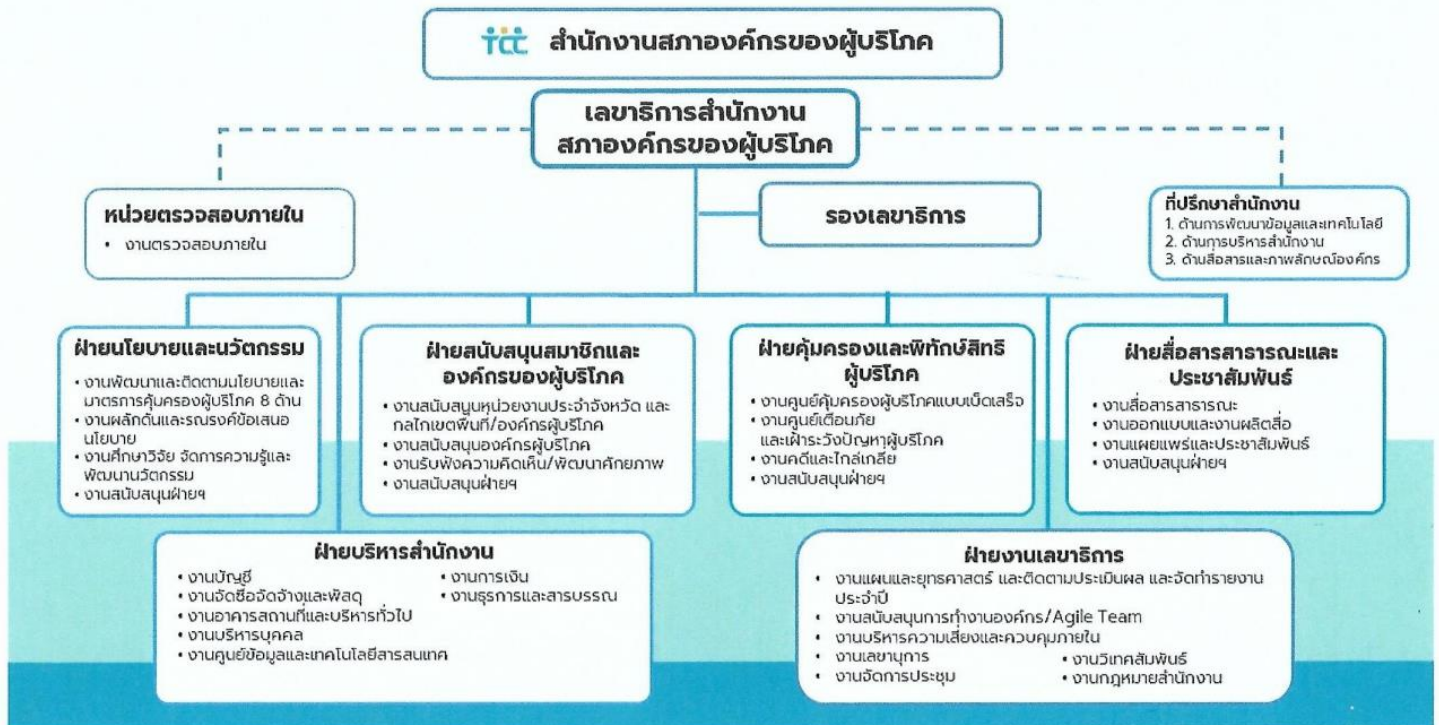 tcc สำนักงานสภาองค์กรของผู้บริโภค
เลขาธิการสำนักงาน
สภาองค์กรของผู้บริโภค
หน่วยตรวจสอบภายใน
• งานตรวจสอบภายใน
รองเลขาธิการ
ที่ปรึกษาสำนักงาน
1. ด้านการพัฒนาข้อมูลและเทคโนโลยี
2. ด้านการบริหารสำนักงาน
3. ด้านสื่อสารและภาพลักษณ์องค์กร
ฝ่ายนโยบายและนวัตกรรม
• งานพัฒนาและติดตามนโยบายและ
มาตรการคุ้มครองผู้บริโภค 8 ด้าน
• งานผลักดันและรณรงค์ข้อเสนอ
นโยบาย
• งานศึกษาวิจัย จัดการความรู้และ
พัฒนานวัตกรรม
• งานสนับสนุนฝ่ายฯ
ฝ่ายสนับสนุนสมาชิกและ
องค์กรของผู้บริโภค
• งานสนับสนุนหน่วยงานประจำจังหวัด และ
กลไกเขตพื้นที่/องค์กรผู้บริโภค
• งานสนับสนุนองค์กรผู้บริโภค
• งานรับฟังความคิดเห็น/พัฒนาศักยภาพ
• งานสนับสนุนฝ่ายฯ
ฝ่ายคุ้มครองและพิทักษ์สิทธิ
ผู้บริโภค
• งานศูนย์คุ้มครองผู้บริโภคแบบเบ็ดเสร็จ
• งานศูนย์เตือนภัย
และเฝ้าระวังปัญหาผู้บริโภค
• งานคดีและไกล่เกลี่ย
• งานสนับสนุนฝ่ายฯ
ฝ่ายสื่อสารสาธารณะและ
ประชาสัมพันธ์
• งานสื่อสารสาธารณะ
• งานออกแบบและงานผลิตสื่อ
• งานเผยแพร่และประชาสัมพันธ์
• งานสนับสนุนฝ่ายฯ
ฝ่ายบริหารสำนักงาน
• งานบัญชี
• งานจัดซื้อจัดจ้างและพัสดุ
• งานอาคารสถานที่และบริหารทั่วไป
• งานบริหารบุคคล
• งานศูนย์ข้อมูลและเทคโนโลยีสารสนเทศ
• งานการเงิน
• งานธุรการและสารบรรณ
ฝ่ายงานเลขาธิการ
• งานแผนและยุทธศาสตร์ และติดตามประเมินผล และจัดทำรายงาน
ประจำปี
• งานสนับสนุนการทำงานองค์กร/Agile Team
• งานบริหารความเสี่ยงและควบคุมภายใน
• งานเลขานุการ
• งานจัดการประชุม
• งานวิเทศสัมพันธ์
• งานกฎหมายสำนักงาน